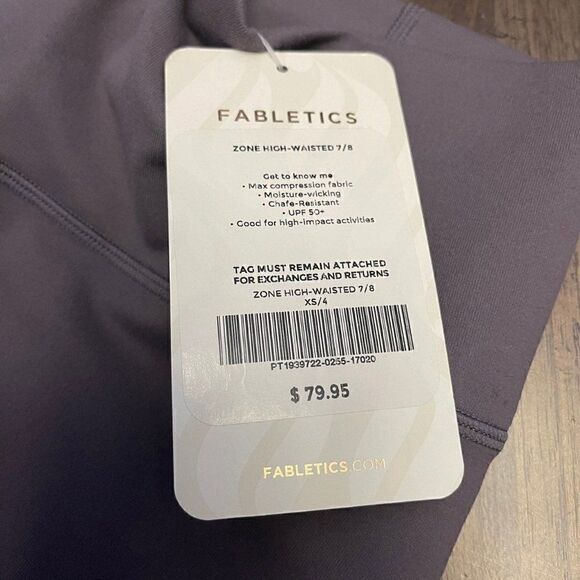 FABLETICS
ZONE HIGH-WAISTED 7/8
Get to know me
• Max compression fabric
• Moisture-wicking
• Chafe-Resistant
• UPF 50+
• Good for high-impact activities
TAG MUST REMAIN ATTACHED
FOR EXCHANGES AND RETURNS
ZONE HIGH-WAISTED 7/8
XS/4
PT1939722-0255-17020
$ 79.95
FABLETICS.COM